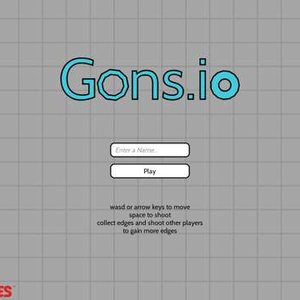 Gons.io
Enter a Name...
Play
wasd or arrow keys to move
space to shoot
collect edges and shoot other players
to gain more edges